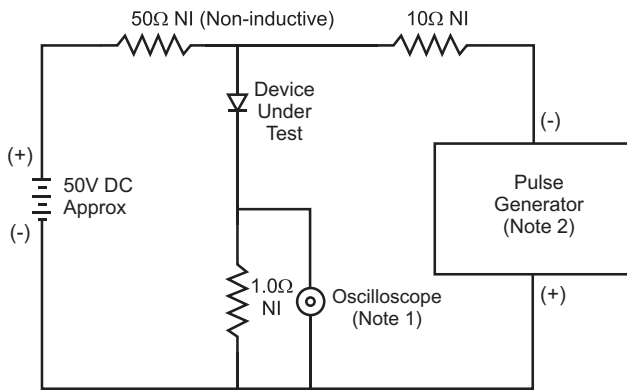 50Ω NI (Non-inductive)
10Ω NI
Device
Under
Test
(+)
50V DC
Approx
(-)
(-)
Pulse
Generator
(Note 2)
(+)
1.0Ω
NI
Oscilloscope
(Note 1)